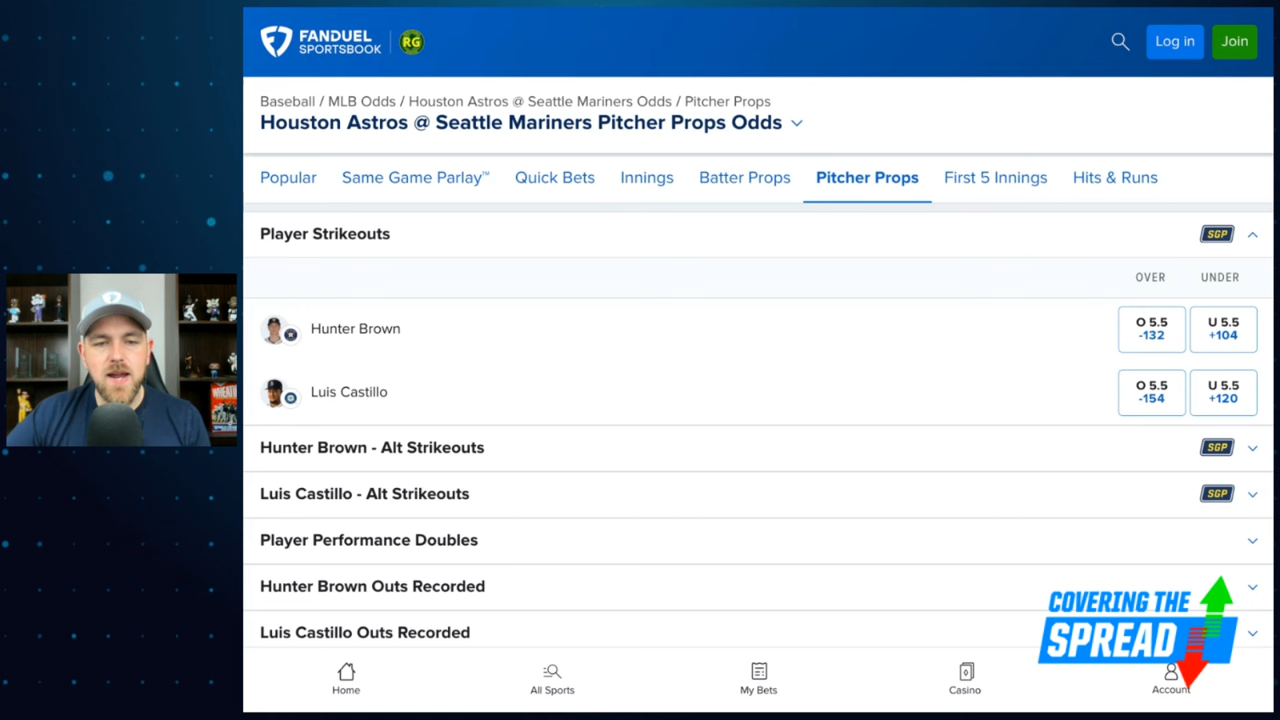 FANDUEL
SPORTSBOOK
RG
Log in
Join
Baseball / MLB Odds / Houston Astros @ Seattle Mariners Odds / Pitcher Props
Houston Astros @ Seattle Mariners Pitcher Props Odds
Popular
Same Game Parlay™
Quick Bets
Innings
Batter Props
Pitcher Props
First 5 Innings
Hits & Runs
Player Strikeouts
SGP
OVER
UNDER
Hunter Brown
O 5.5
-132
U 5.5
+104
Luis Castillo
O 5.5
-154
U 5.5
+120
Hunter Brown - Alt Strikeouts
SGP
Luis Castillo - Alt Strikeouts
SGP
Player Performance Doubles
Hunter Brown Outs Recorded
Luis Castillo Outs Recorded
COVERING THE
SPREAD
Home
All Sports
My Bets
Casino
Account